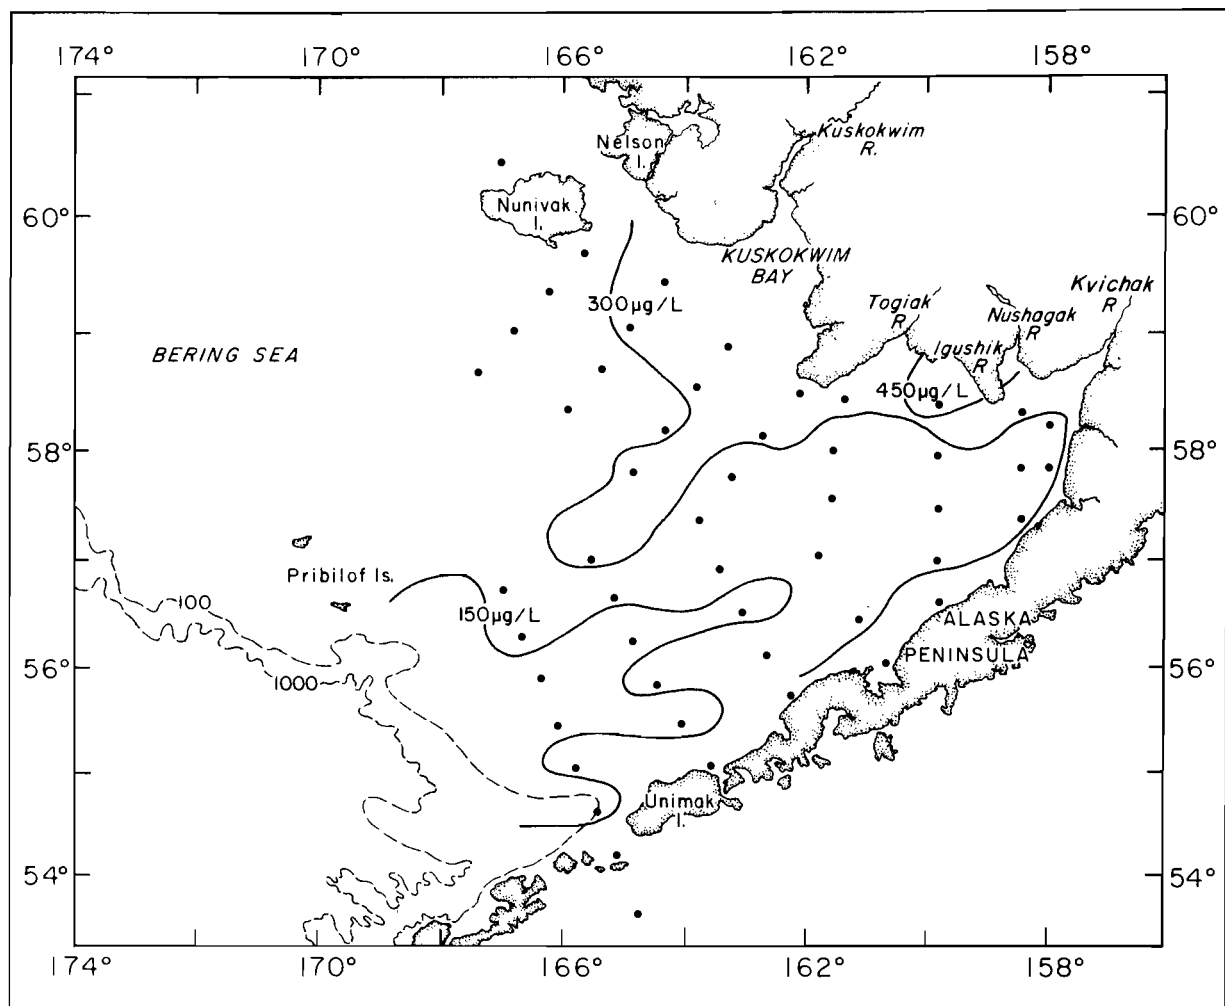 174° 170° 166° 162° 158°
Nelson
I.
Kuskokwim
R.
Nunivak
I.
60° 60°
KUSKOKWIM
BAY
Kvichak
R
Togiak
R
Nushagak
R
300µg/L
Igushik
R
BERING SEA
450µg/L
58° 58°
Pribilof Is.
100
150µg/L
ALASKA
PENINSULA
56° 56°
1000
Unimak
I.
54° 54°
174° 170° 166° 162° 158°